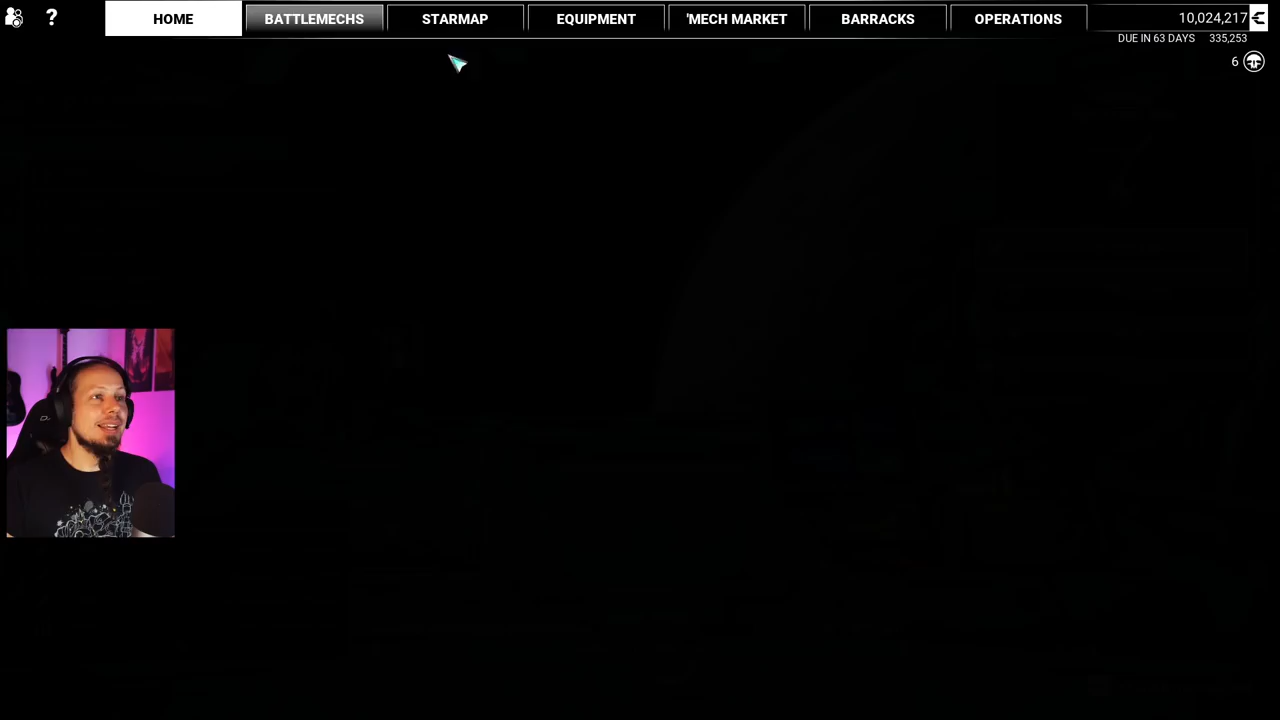 ?
HOME
BATTLEMECHS
STARMAP
EQUIPMENT
'MECH MARKET
BARRACKS
OPERATIONS
10,024,217
DUE IN 63 DAYS 335,253
6